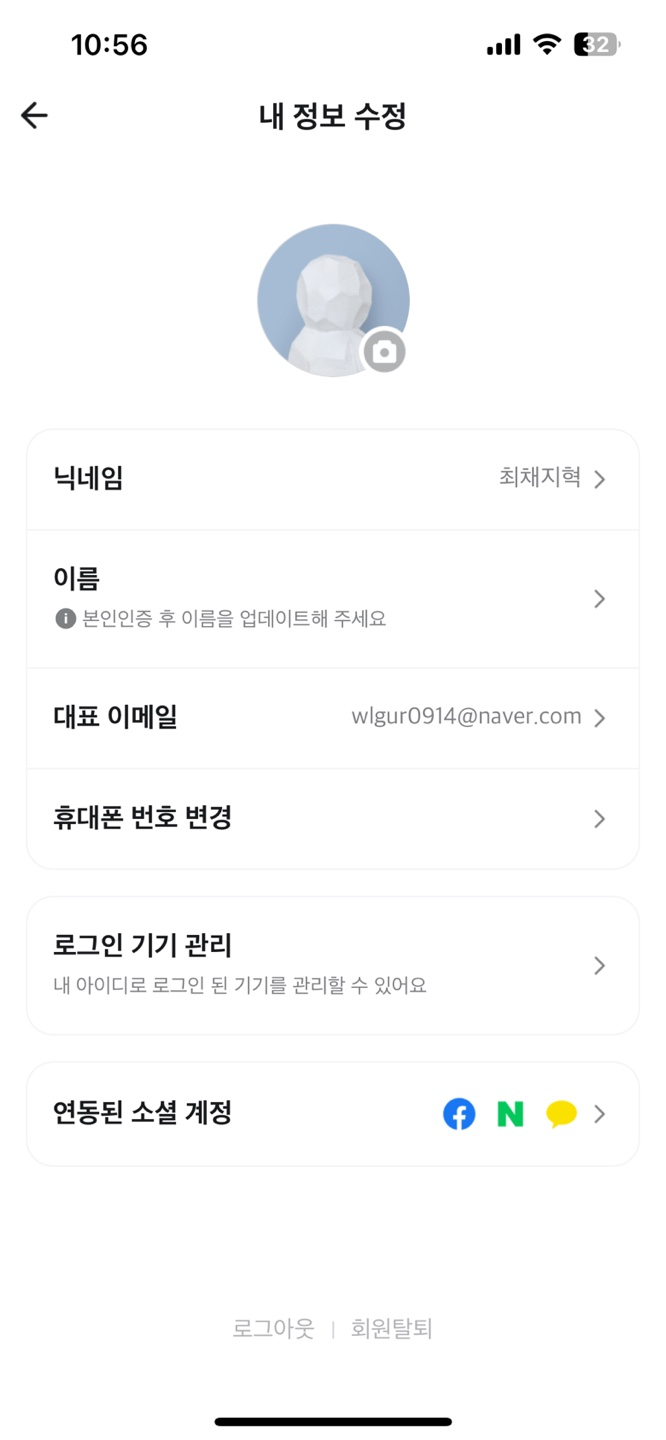 10:56
32
내 정보 수정
닉네임 최채지혁
이름
본인인증 후 이름을 업데이트해 주세요
대표 이메일 wlgur0914@naver.com
휴대폰 번호 변경
로그인 기기 관리
내 아이디로 로그인 된 기기를 관리할 수 있어요
연동된 소셜 계정
로그아웃 | 회원탈퇴